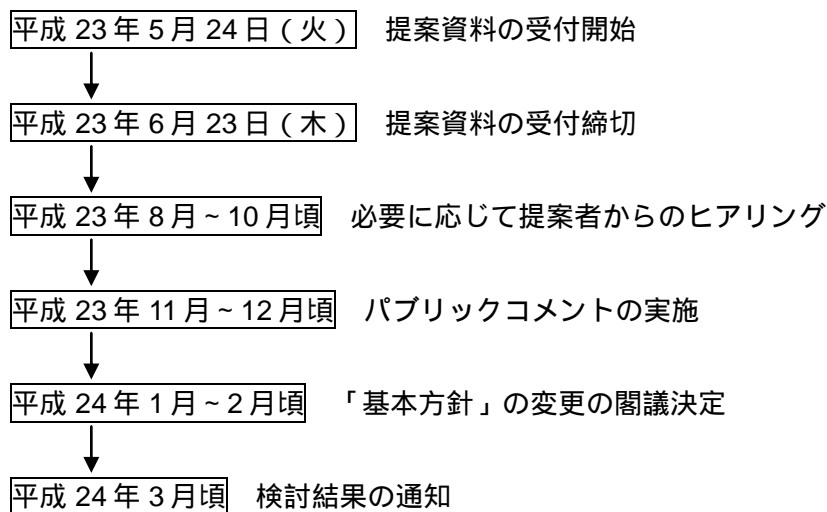 平成 23 年 5 月 24 日（火） 提案資料の受付開始
平成 23 年 6 月 23 日（木） 提案資料の受付締切
平成 23 年 8 月～10 月頃 必要に応じて提案者からのヒアリング
平成 23 年 11 月～12 月頃 パブリックコメントの実施
平成 24 年 1 月～2 月頃 「基本方針」の変更の閣議決定
平成 24 年 3 月頃 検討結果の通知